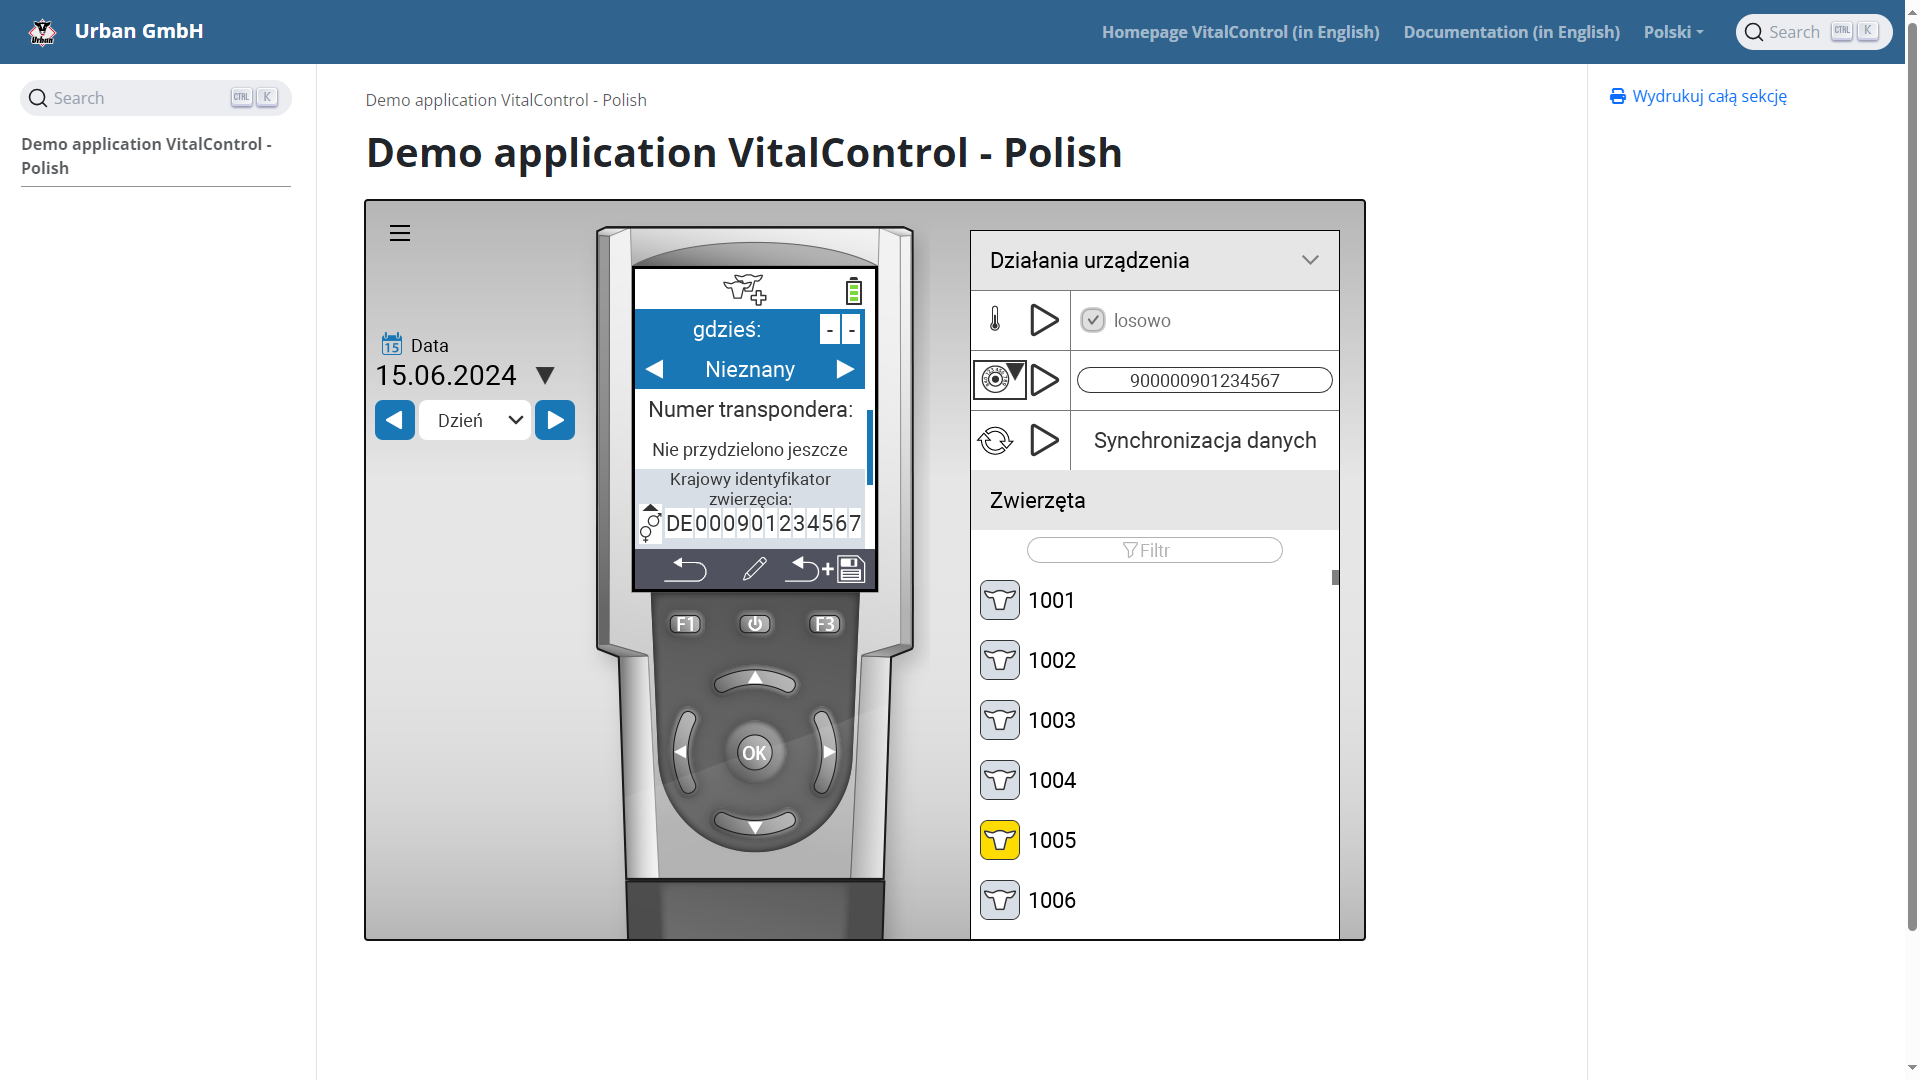 Urban GmbH
Homepage VitalControl (in English)
Documentation (in English)
Polski
Search CTRL K
Search CTRL K
Demo application VitalControl -
Polish
Demo application VitalControl - Polish
Demo application VitalControl - Polish
Wydrukuj całą sekcję
15 Data
15.06.2024
Dzień
gdzieś: - -
Nieznany
Numer transpondera:
Nie przydzielono jeszcze
Krajowy identyfikator
zwierzęcia:
DE000901234567
F1
F3
OK
Działania urządzenia
losowo
900000901234567
Synchronizacja danych
Zwierzęta
Filtr
1001
1002
1003
1004
1005
1006